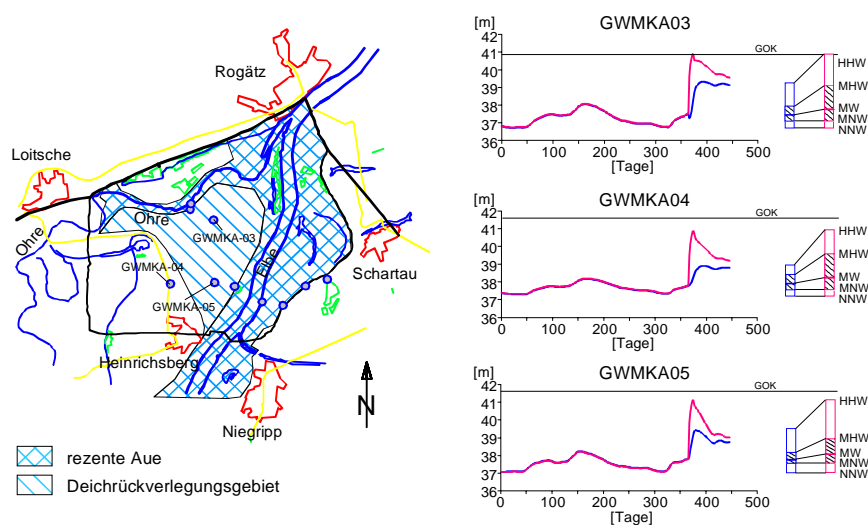 Rogätz
Loitsche
Ohre
Ohre
GWMKA-03
GWMKA-04
GWMKA-05
Elbe
Schartau
Heinrichsberg
Niegripp
N
rezente Aue
Deichrückverlegungsgebiet
GWMKA03
[m]
42
41
40
39
38
37
36
GOK
0 100 200 300 400 500
[Tage]
HHW
MHW
MW
MNW
NNW
GWMKA04
[m]
42
41
40
39
38
37
36
GOK
0 100 200 300 400 500
[Tage]
HHW
MHW
MW
MNW
NNW
GWMKA05
[m]
42
41
40
39
38
37
36
GOK
0 100 200 300 400 500
[Tage]
HHW
MHW
MW
MNW
NNW